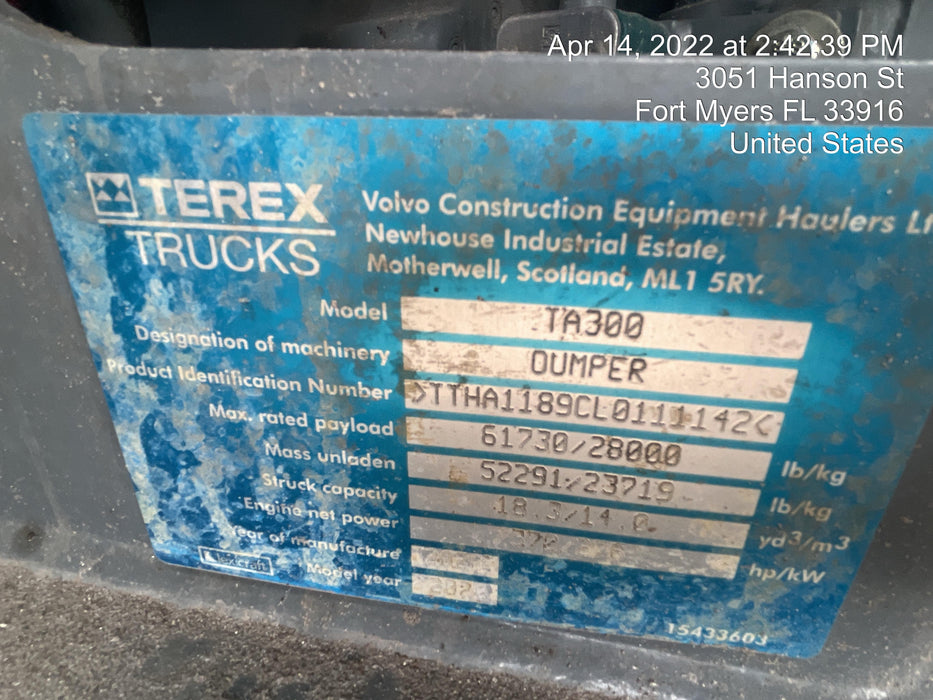 Apr 14, 2022 at 2:42:39 PM
3051 Hanson St
Fort Myers FL 33916
United States
TEREX
TRUCKS
Volvo Construction Equipment Haulers Lt
Newhouse Industrial Estate,
Motherwell, Scotland, ML1 5RY.
Model TA300
Designation of machinery DUMPER
Product Identification Number >TTHA1189CL0111142<
Max. rated payload 61730/28000 lb/kg
Mass unladen 52291/23719 lb/kg
Struck capacity 18.3/14.0 yd3/m3
Engine net power hp/kW
Year of manufacture
Model year
15433603